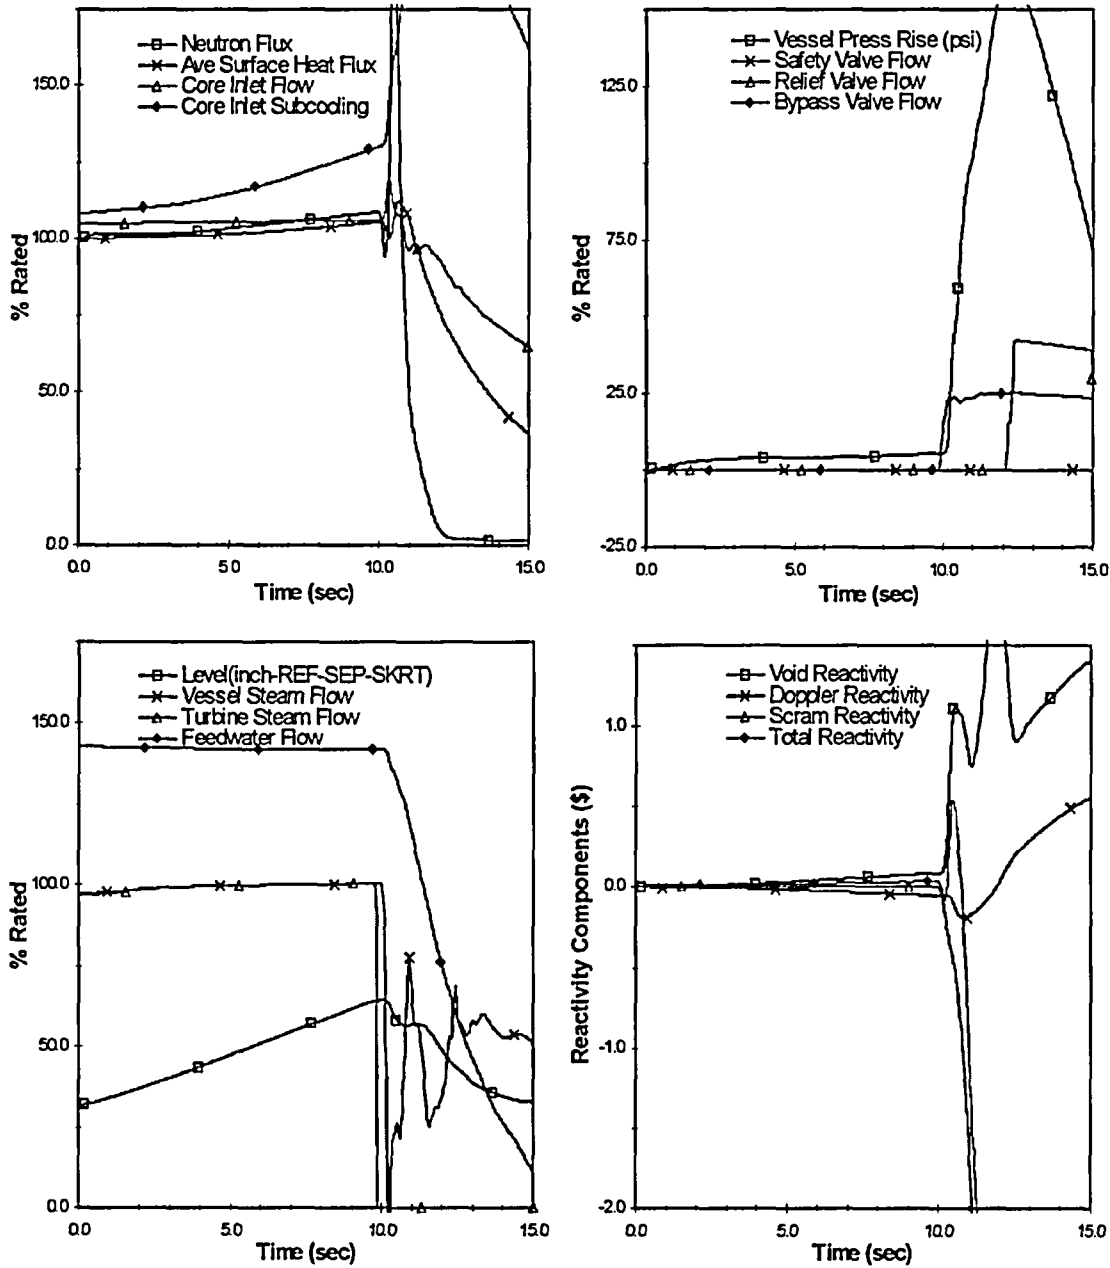 Neutron Flux
Ave Surface Heat Flux
Core Inlet Flow
Core Inlet Subcooling
150.0
100.0
50.0
0.0
% Rated
0.0 5.0 10.0 15.0
Time (sec)
Vessel Press Rise (psi)
Safety Valve Flow
Relief Valve Flow
Bypass Valve Flow
125.0
75.0
25.0
-25.0
% Rated
0.0 5.0 10.0 15.0
Time (sec)
Level(inch-REF-SEP-SKRT)
Vessel Steam Flow
Turbine Steam Flow
Feedwater Flow
150.0
100.0
50.0
0.0
% Rated
0.0 5.0 10.0 15.0
Time (sec)
Void Reactivity
Doppler Reactivity
Scram Reactivity
Total Reactivity
1.0
0.0
-1.0
-2.0
Reactivity Components ($)
0.0 5.0 10.0 15.0
Time (sec)